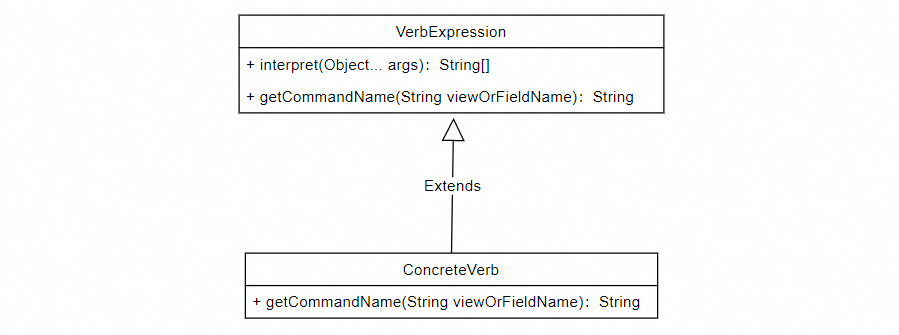 VerbExpression
+ interpret(Object... args)： String[]
+ getCommandName(String viewOrFieldName)： String
Extends
ConcreteVerb
+ getCommandName(String viewOrFieldName)： String